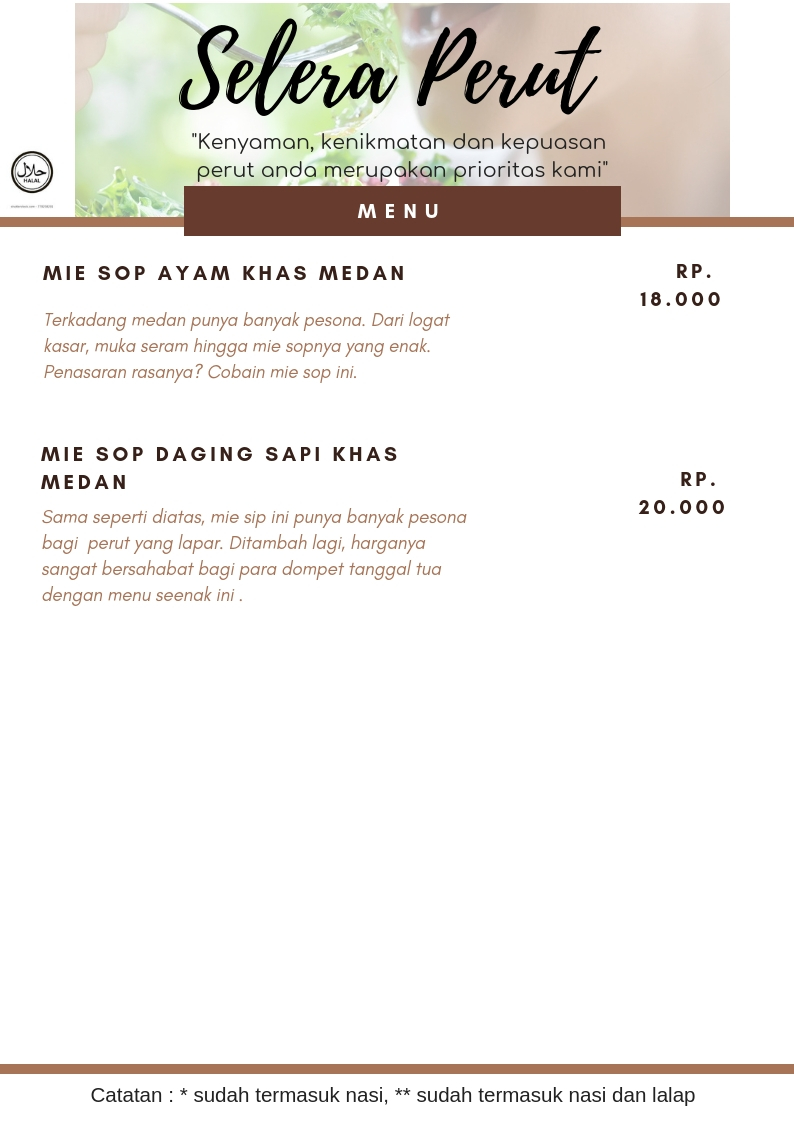 Selera Perut
"Kenyaman, kenikmatan dan kepuasan
perut anda merupakan prioritas kami"
حلال
HALAL
MENU
MIE SOP AYAM KHAS MEDAN
RP.
18.000
Terkadang medan punya banyak pesona. Dari logat
kasar, muka seram hingga mie sopnya yang enak.
Penasaran rasanya? Cobain mie sop ini.
MIE SOP DAGING SAPI KHAS
MEDAN
RP.
20.000
Sama seperti diatas, mie sip ini punya banyak pesona
bagi  perut yang lapar. Ditambah lagi, harganya
sangat bersahabat bagi para dompet tanggal tua
dengan menu seenak ini .
Catatan : * sudah termasuk nasi, ** sudah termasuk nasi dan lalap